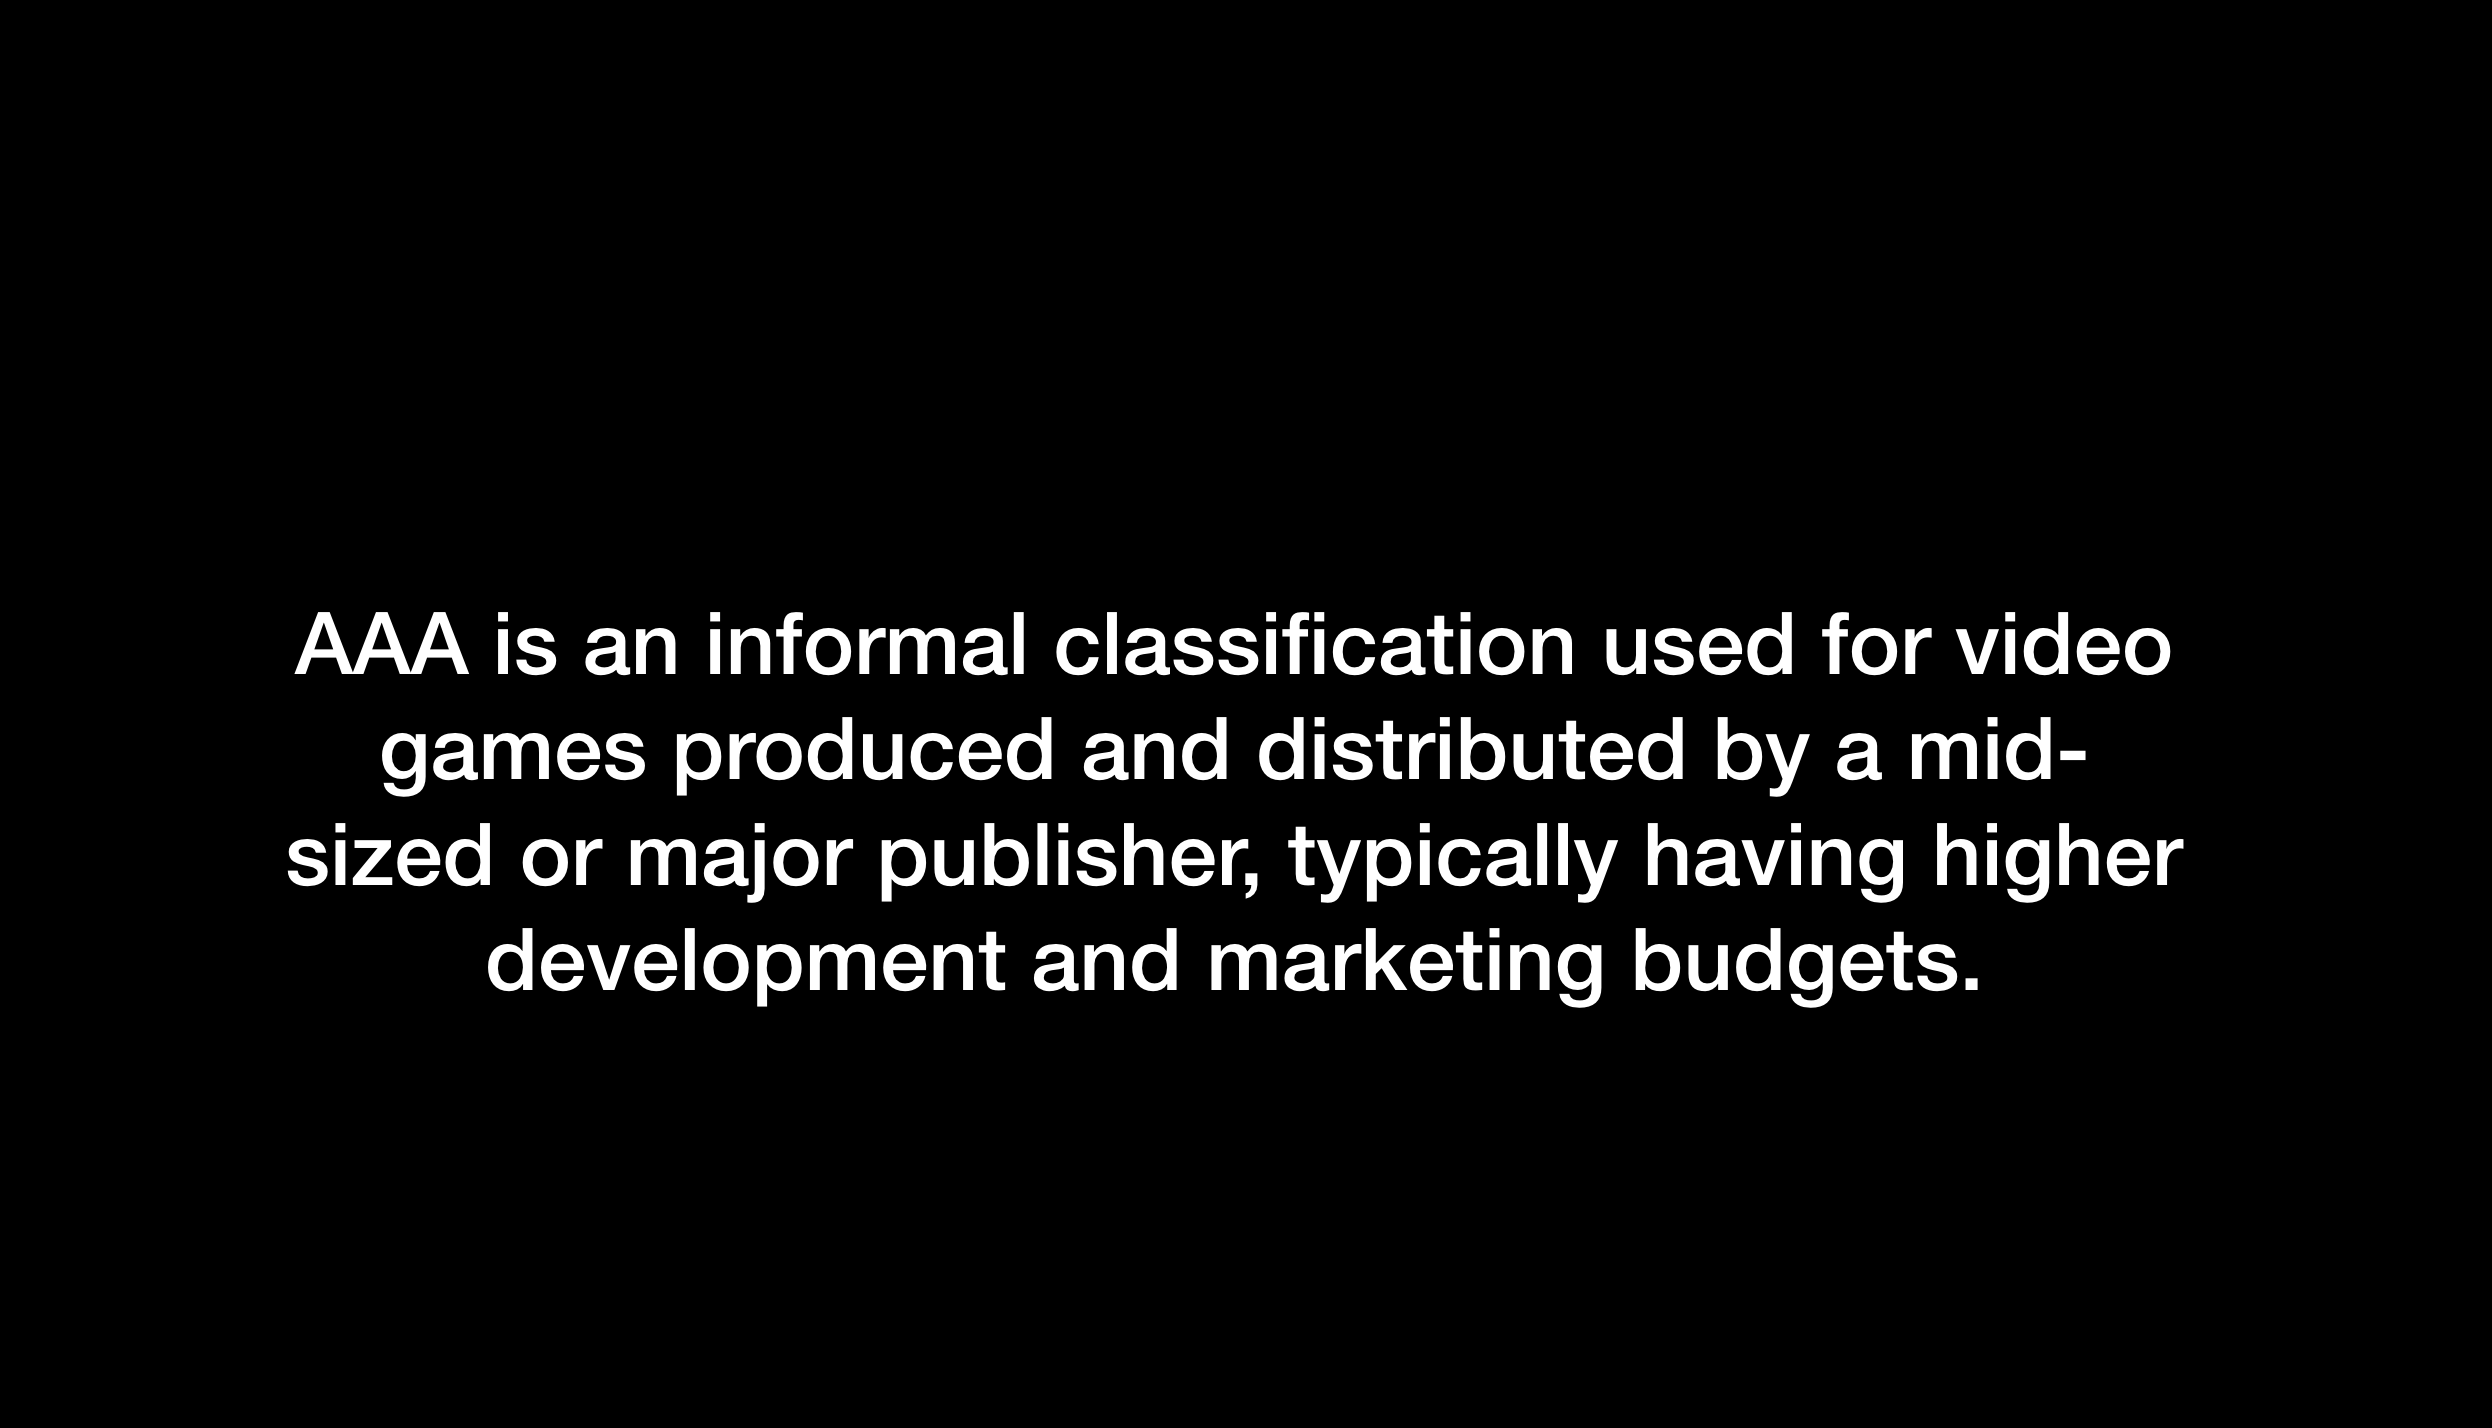 AAA is an informal classification used for video
games produced and distributed by a mid-
sized or major publisher, typically having higher
development and marketing budgets.